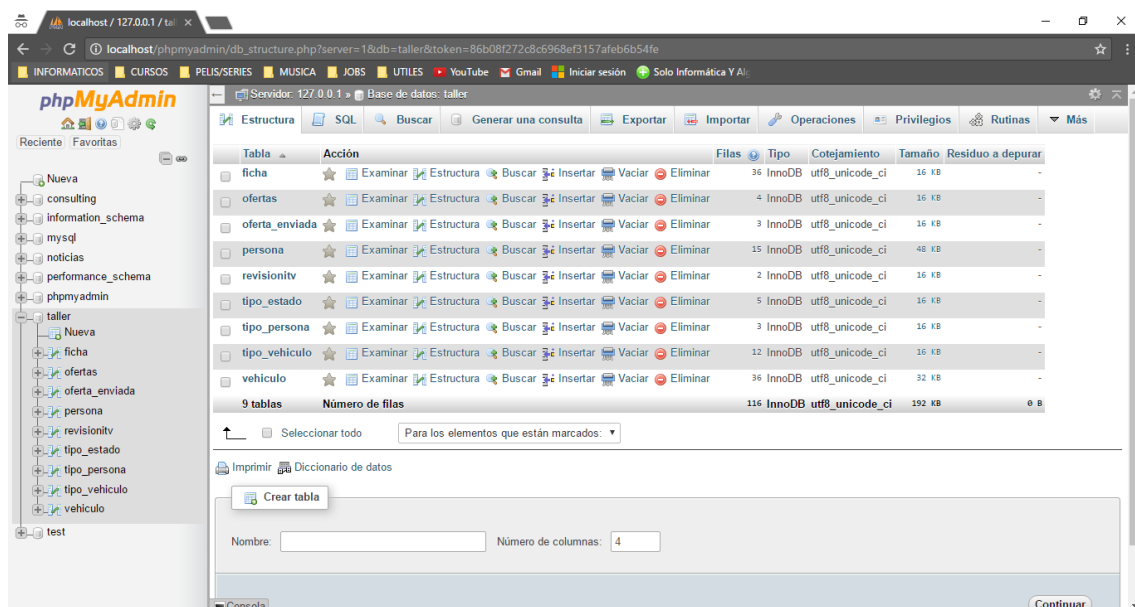 localhost / 127.0.0.1 / tal
localhost/phpmyadmin/db_structure.php?server=1&db=taller&token=86b08f272c8c6968ef3157afeb6b54fe
INFORMATICOS CURSOS PELIS/SERIES MUSICA JOBS UTILES YouTube Gmail Iniciar sesión Solo Informática Y Al
phpMyAdmin
Reciente Favoritas
Nueva
consulting
information_schema
mysql
noticias
performance_schema
phpmyadmin
taller
Nueva
ficha
ofertas
oferta_enviada
persona
revisionitv
tipo_estado
tipo_persona
tipo_vehiculo
vehiculo
test
Servidor: 127.0.0.1 » Base de datos: taller
Estructura SQL Buscar Generar una consulta Exportar Importar Operaciones Privilegios Rutinas Más
Tabla Acción Filas Tipo Cotejamiento Tamaño Residuo a depurar
ficha Examinar Estructura Buscar Insertar Vaciar Eliminar 36 InnoDB utf8_unicode_ci 16 KB -
ofertas Examinar Estructura Buscar Insertar Vaciar Eliminar 4 InnoDB utf8_unicode_ci 16 KB -
oferta_enviada Examinar Estructura Buscar Insertar Vaciar Eliminar 3 InnoDB utf8_unicode_ci 16 KB -
persona Examinar Estructura Buscar Insertar Vaciar Eliminar 15 InnoDB utf8_unicode_ci 48 KB -
revisionitv Examinar Estructura Buscar Insertar Vaciar Eliminar 2 InnoDB utf8_unicode_ci 16 KB -
tipo_estado Examinar Estructura Buscar Insertar Vaciar Eliminar 5 InnoDB utf8_unicode_ci 16 KB -
tipo_persona Examinar Estructura Buscar Insertar Vaciar Eliminar 3 InnoDB utf8_unicode_ci 16 KB -
tipo_vehiculo Examinar Estructura Buscar Insertar Vaciar Eliminar 12 InnoDB utf8_unicode_ci 16 KB -
vehiculo Examinar Estructura Buscar Insertar Vaciar Eliminar 36 InnoDB utf8_unicode_ci 32 KB -
9 tablas Número de filas 116 InnoDB utf8_unicode_ci 192 KB 0 B
Seleccionar todo Para los elementos que están marcados:
Imprimir Diccionario de datos
Crear tabla
Nombre: Número de columnas: 4
Consola Continuar